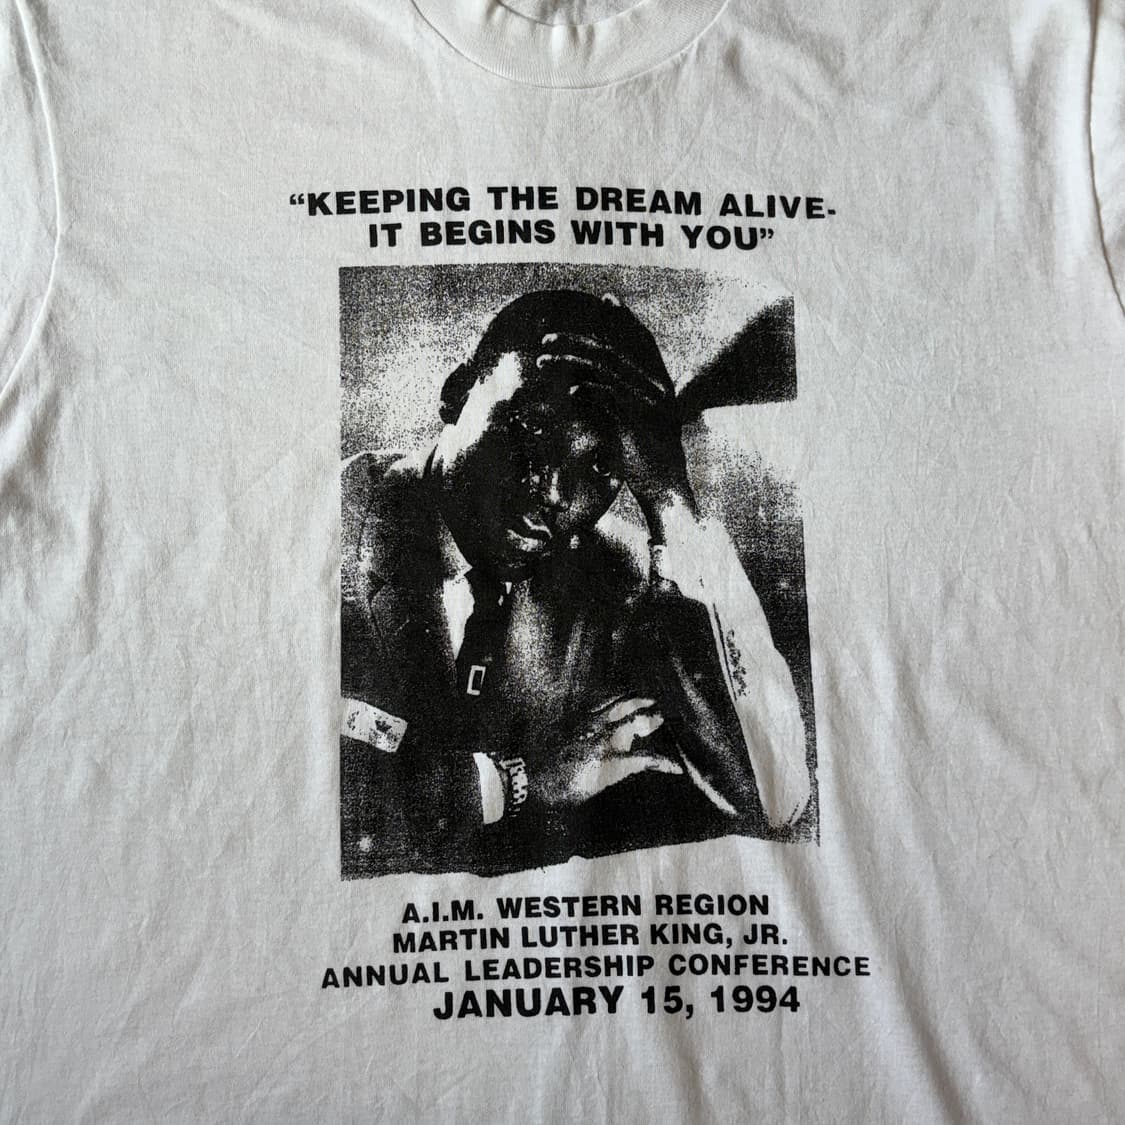 “KEEPING THE DREAM ALIVE-
IT BEGINS WITH YOU”
A.I.M. WESTERN REGION
MARTIN LUTHER KING, JR.
ANNUAL LEADERSHIP CONFERENCE
JANUARY 15, 1994